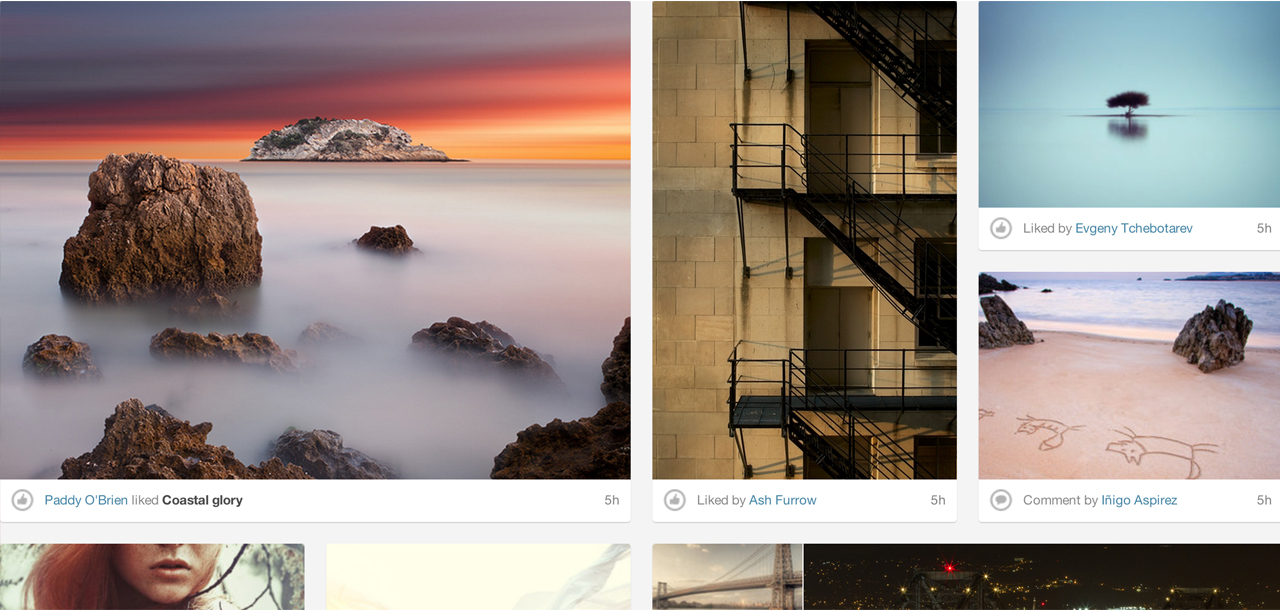 Paddy O'Brien liked Coastal glory 5h
Liked by Ash Furrow 5h
Liked by Evgeny Tchebotarev 5h
Comment by Iñigo Aspirez 5h